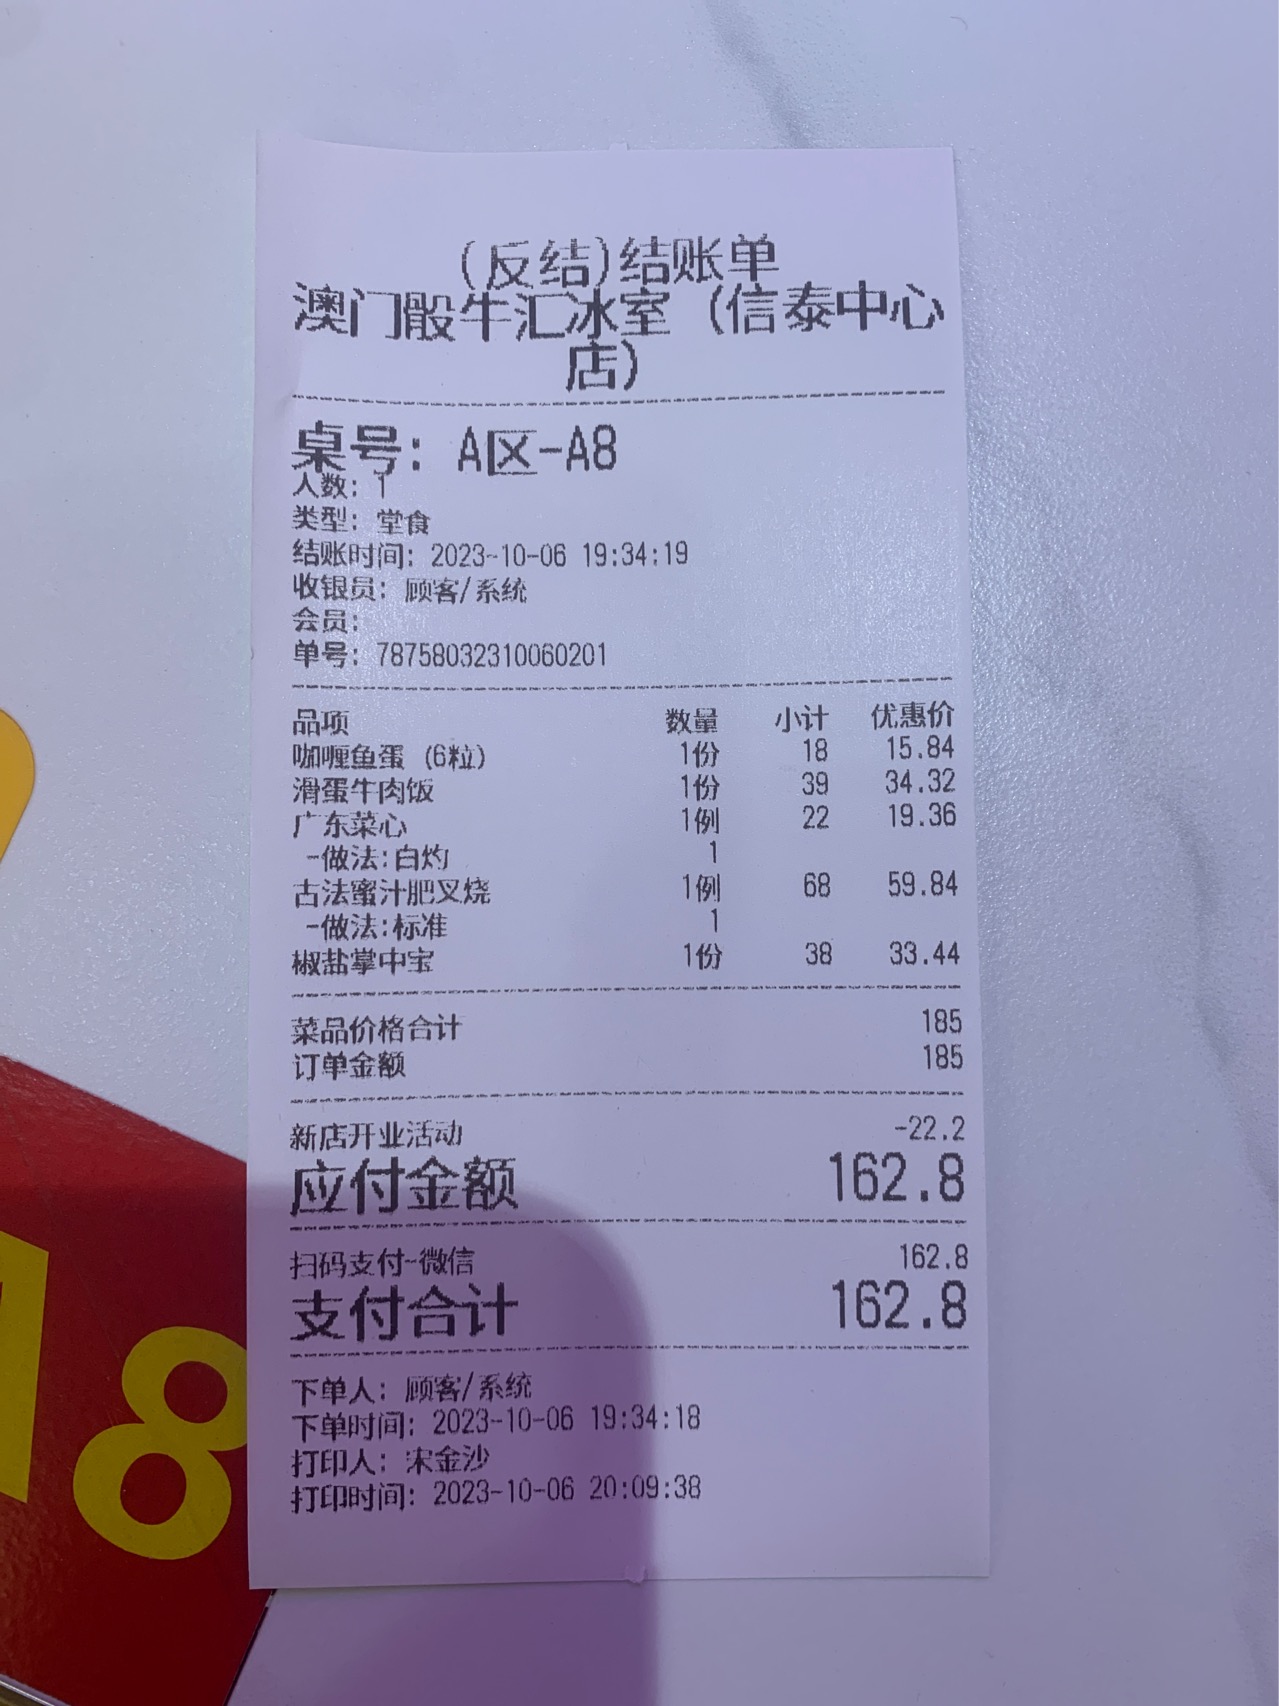 (反结)结账单
澳门骰牛汇冰室（信泰中心
店）
桌号：A区-A8
人数：1
类型：堂食
结账时间：2023-10-06 19:34:19
收银员：顾客/系统
会员：
单号：78758032310060201
品项 数量 小计 优惠价
咖喱鱼蛋（6粒） 1份 18 15.84
滑蛋牛肉饭 1份 39 34.32
广东菜心 1例 22 19.36
-做法:白灼 1
古法蜜汁肥叉烧 1例 68 59.84
-做法:标准 1
椒盐掌中宝 1份 38 33.44
菜品价格合计 185
订单金额 185
新店开业活动 -22.2
应付金额 162.8
扫码支付-微信 162.8
支付合计 162.8
下单人：顾客/系统
下单时间：2023-10-06 19:34:18
打印人：宋金沙
打印时间：2023-10-06 20:09:38
8